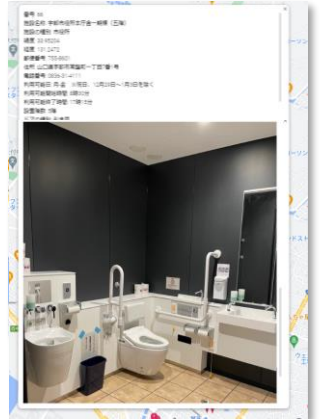 番号 66
施設名称 宇部市役所本庁舎一期棟(五階)
施設の種別 市役所
緯度 33.95204
経度 131.2472
郵便番号 755-8601
住所 山口県宇部市常盤町一丁目7番1号
電話番号 0836-31-4111
利用可能日 月-金 ※祝日、12月29日~1月3日を除く
利用可能開始時間 8時30分
利用可能終了時間 17時15分
設置階数 5階